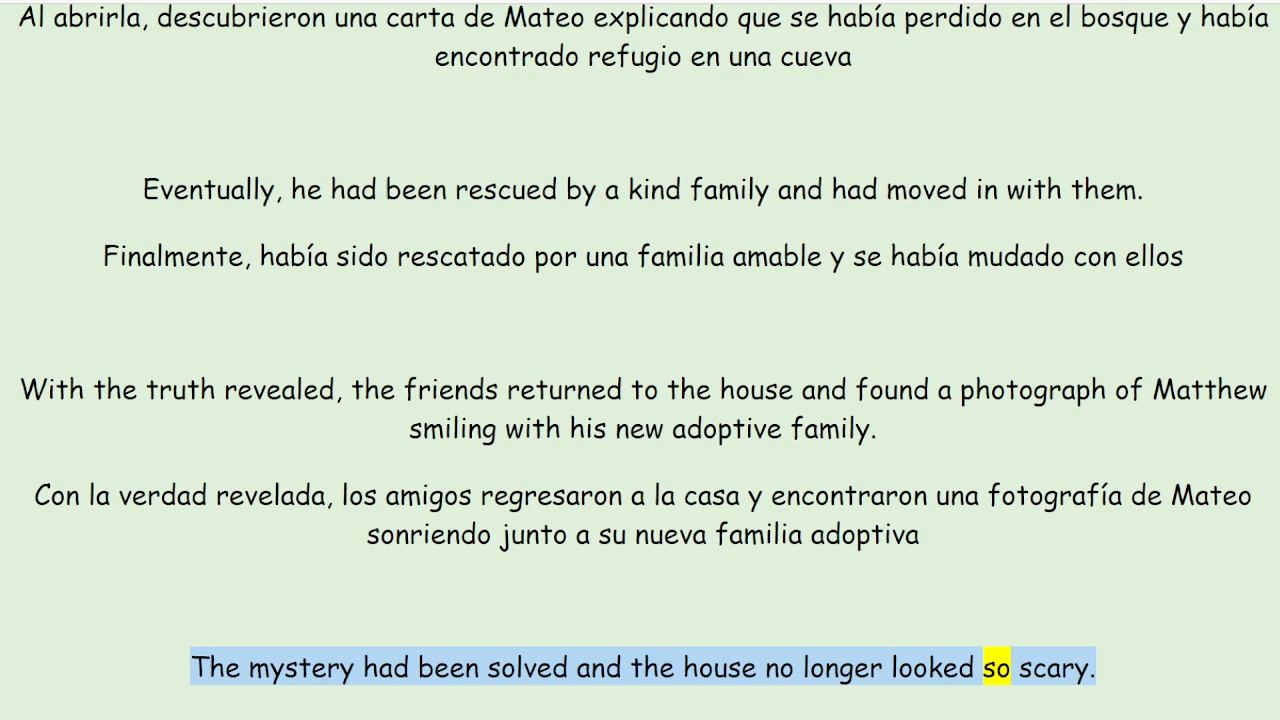 Al abrirla, descubrieron una carta de Mateo explicando que se había perdido en el bosque y había
encontrado refugio en una cueva
Eventually, he had been rescued by a kind family and had moved in with them.
Finalmente, había sido rescatado por una familia amable y se había mudado con ellos
With the truth revealed, the friends returned to the house and found a photograph of Matthew
smiling with his new adoptive family.
Con la verdad revelada, los amigos regresaron a la casa y encontraron una fotografía de Mateo
sonriendo junto a su nueva familia adoptiva
The mystery had been solved and the house no longer looked so scary.